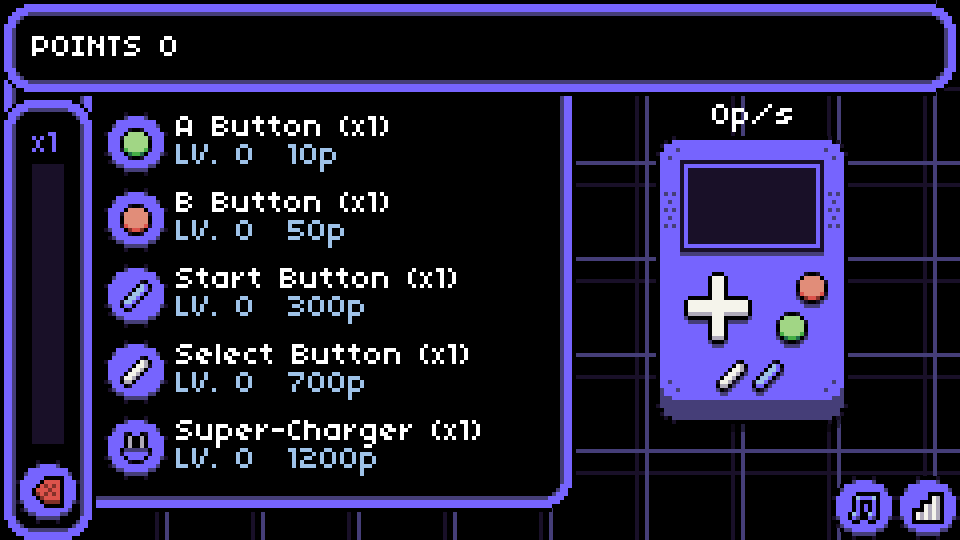 POINTS 0
x1
A Button (x1)
LV. 0 10p
B Button (x1)
LV. 0 50p
Start Button (x1)
LV. 0 300p
Select Button (x1)
LV. 0 700p
Super-Charger (x1)
LV. 0 1200p
0p/s